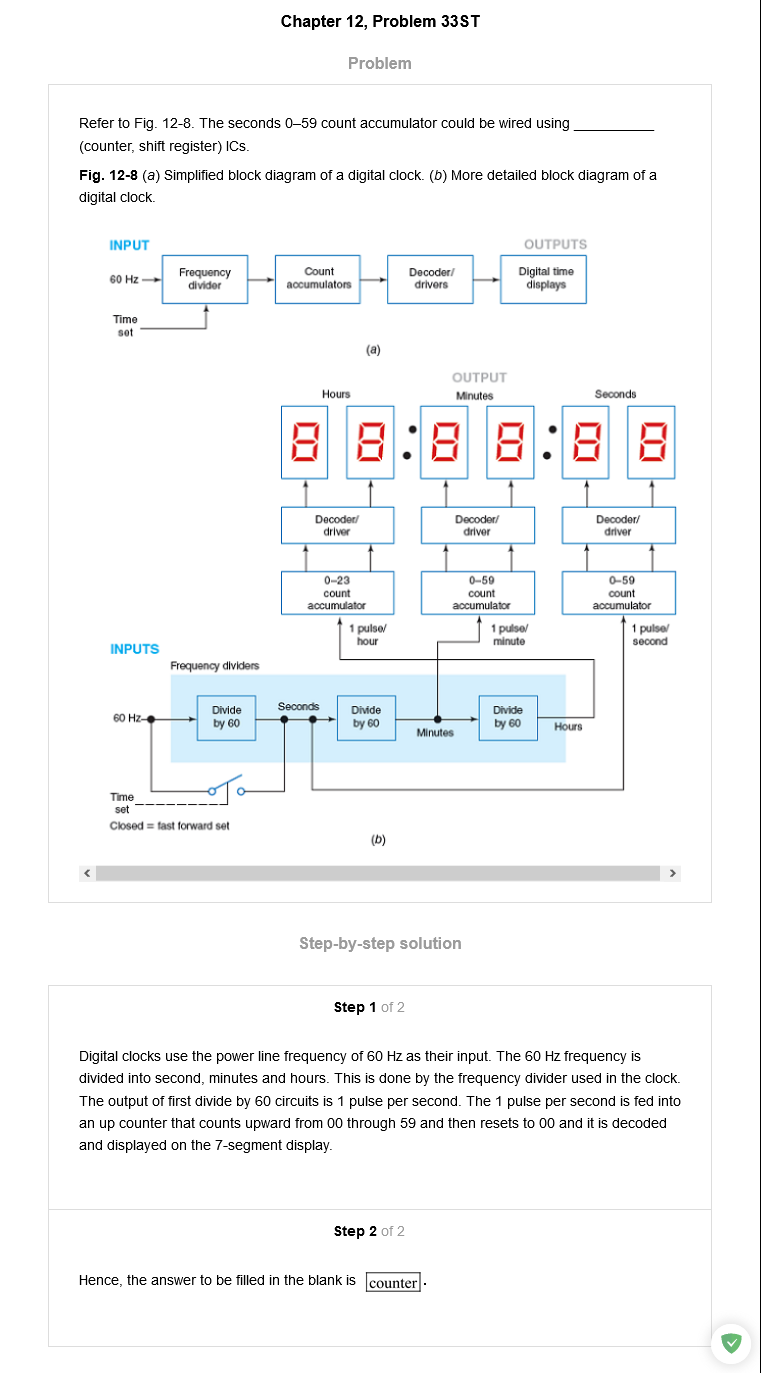 Chapter 12, Problem 33ST
Problem
Refer to Fig. 12-8. The seconds 0–59 count accumulator could be wired using ___________
(counter, shift register) ICs.
Fig. 12-8 (a) Simplified block diagram of a digital clock. (b) More detailed block diagram of a
digital clock.
INPUT
OUTPUTS
60 Hz
Frequency
divider
Count
accumulators
Decoder/
drivers
Digital time
displays
Time
set
(a)
OUTPUT
Hours
Minutes
Seconds
8 8 : 8 8 : 8 8
Decoder/
driver
Decoder/
driver
Decoder/
driver
0–23
count
accumulator
0–59
count
accumulator
0–59
count
accumulator
1 pulse/
hour
1 pulse/
minute
1 pulse/
second
INPUTS
Frequency dividers
60 Hz
Divide
by 60
Seconds
Divide
by 60
Minutes
Divide
by 60
Hours
Time
set
Closed = fast forward set
(b)
Step-by-step solution
Step 1 of 2
Digital clocks use the power line frequency of 60 Hz as their input. The 60 Hz frequency is
divided into second, minutes and hours. This is done by the frequency divider used in the clock.
The output of first divide by 60 circuits is 1 pulse per second. The 1 pulse per second is fed into
an up counter that counts upward from 00 through 59 and then resets to 00 and it is decoded
and displayed on the 7-segment display.
Step 2 of 2
Hence, the answer to be filled in the blank is counter.